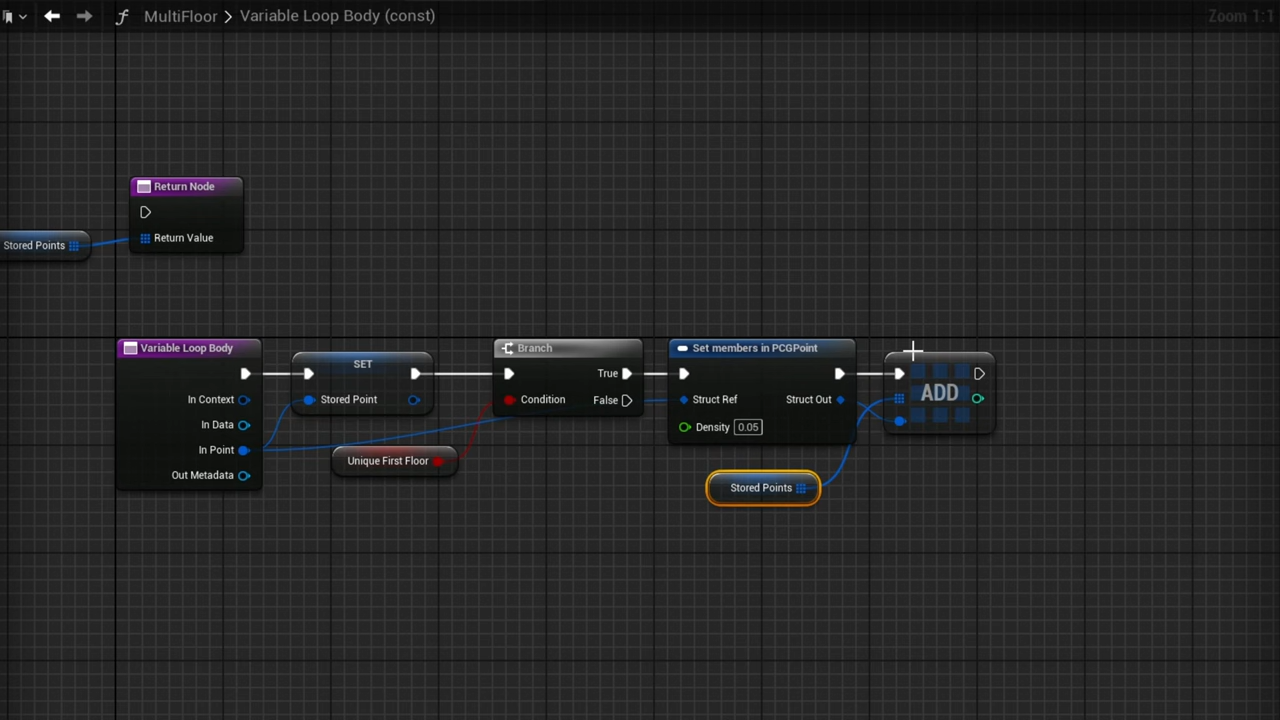 MultiFloor > Variable Loop Body (const)
Zoom 1:1
Return Node
Stored Points
Return Value
Variable Loop Body
SET
Branch
Set members in PCGPoint
True
ADD
In Context
Stored Point
Condition
False
Struct Ref
Struct Out
In Data
Density 0.05
In Point
Unique First Floor
Out Metadata
Stored Points